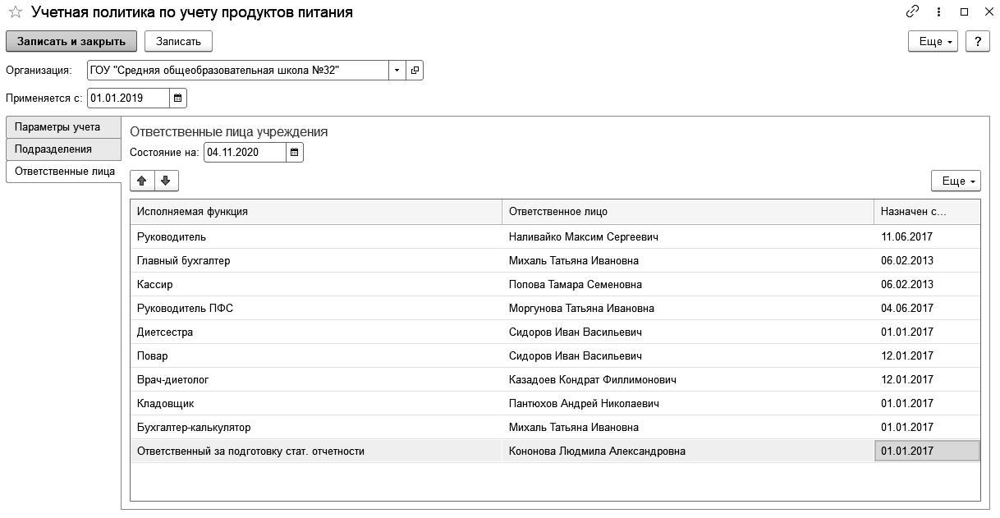 Учетная политика по учету продуктов питания
Записать и закрыть Записать Еще ?
Организация: ГОУ "Средняя общеобразовательная школа №32"
Применяется с: 01.01.2019
Параметры учета
Подразделения
Ответственные лица
Ответственные лица учреждения
Состояние на: 04.11.2020
Еще
Исполняемая функция Ответственное лицо Назначен с...
Руководитель Наливайко Максим Сергеевич 11.06.2017
Главный бухгалтер Михаль Татьяна Ивановна 06.02.2013
Кассир Попова Тамара Семеновна 06.02.2013
Руководитель ПФС Моргунова Татьяна Ивановна 04.06.2017
Диетсестра Сидоров Иван Васильевич 01.01.2017
Повар Сидоров Иван Васильевич 12.01.2017
Врач-диетолог Казадоев Кондрат Филлимонович 12.01.2017
Кладовщик Пантюхов Андрей Николаевич 01.01.2017
Бухгалтер-калькулятор Михаль Татьяна Ивановна 01.01.2017
Ответственный за подготовку стат. отчетности Кононова Людмила Александровна 01.01.2017